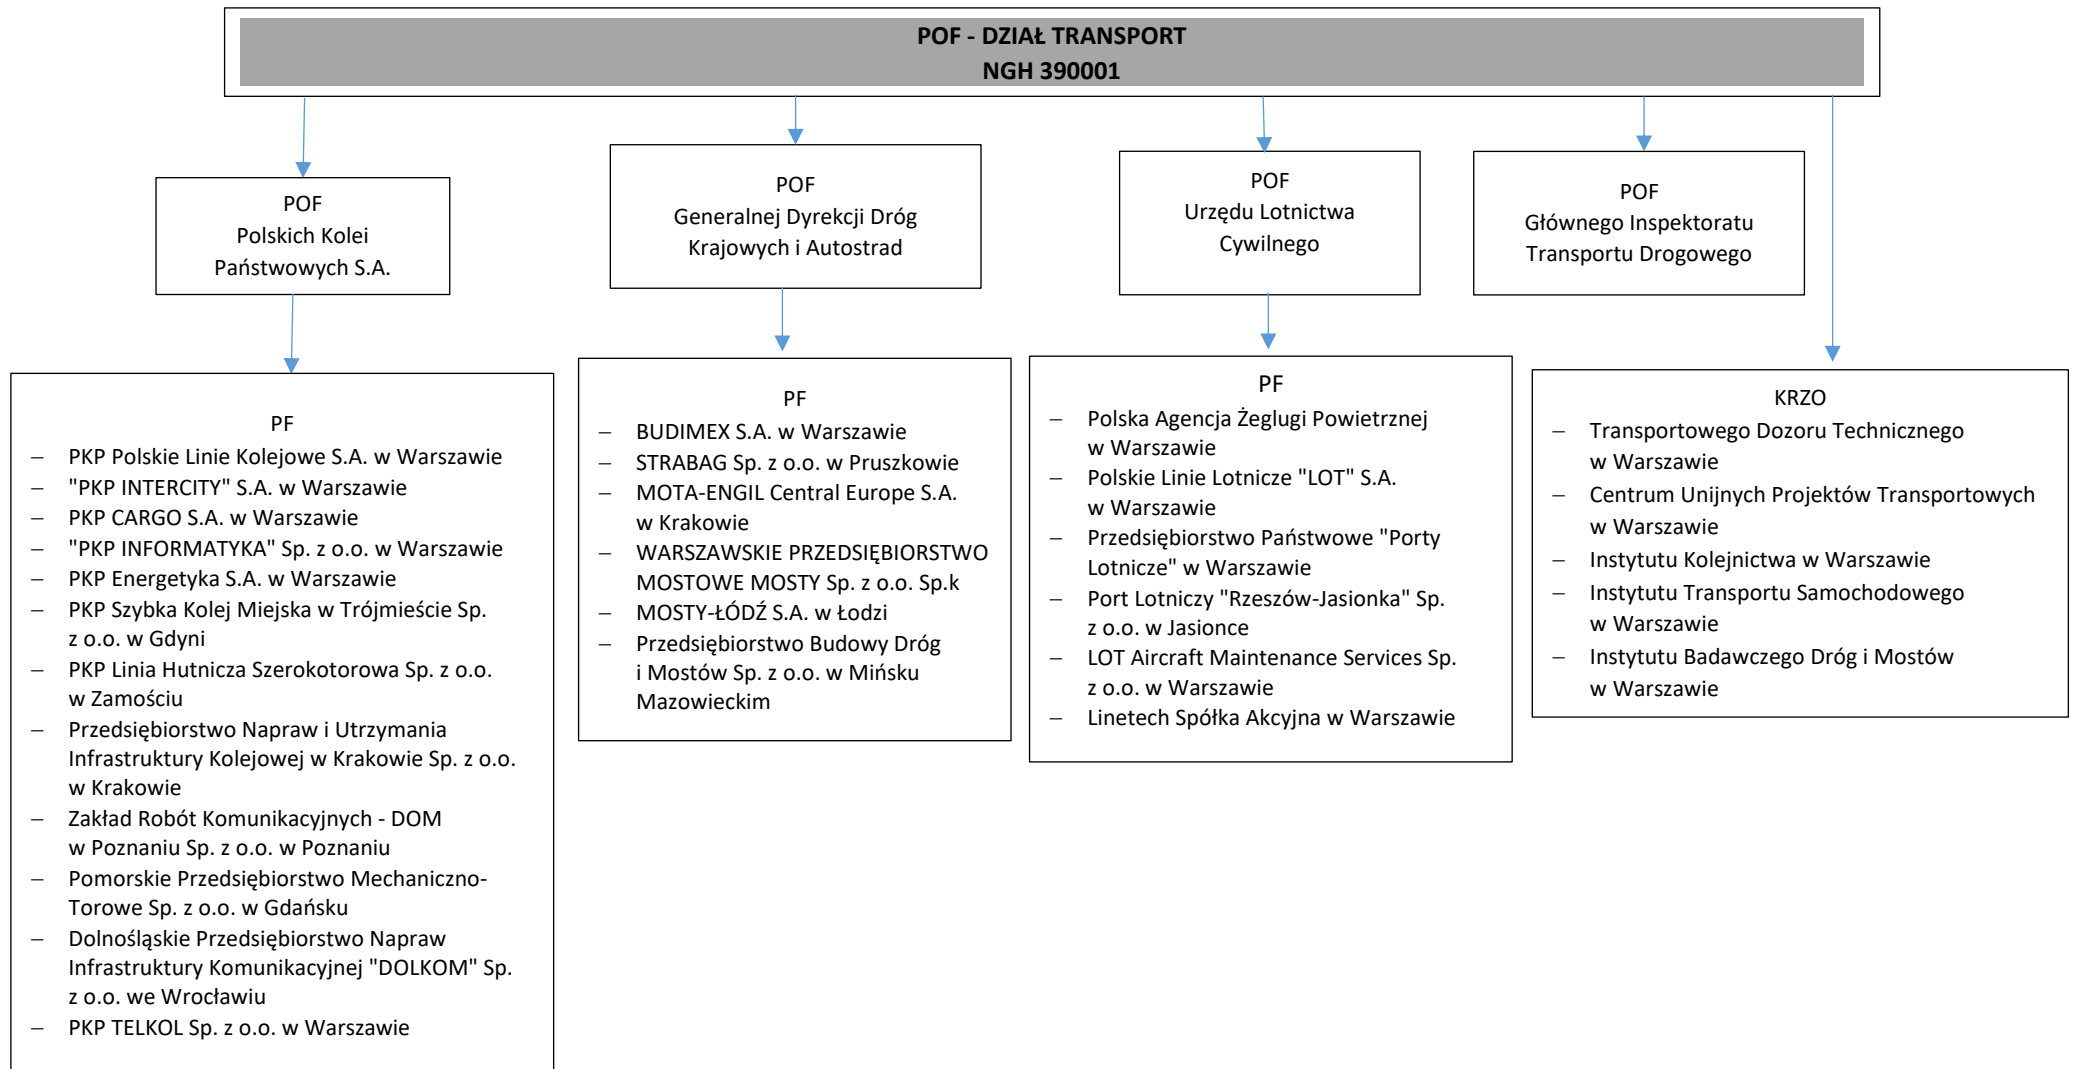 POF - DZIAŁ TRANSPORT
NGH 390001
POF
Polskich Kolei
Państwowych S.A.
POF
Generalnej Dyrekcji Dróg
Krajowych i Autostrad
POF
Urzędu Lotnictwa
Cywilnego
POF
Głównego Inspektoratu
Transportu Drogowego
PF
– PKP Polskie Linie Kolejowe S.A. w Warszawie
– "PKP INTERCITY" S.A. w Warszawie
– PKP CARGO S.A. w Warszawie
– "PKP INFORMATYKA" Sp. z o.o. w Warszawie
– PKP Energetyka S.A. w Warszawie
– PKP Szybka Kolej Miejska w Trójmieście Sp.
z o.o. w Gdyni
– PKP Linia Hutnicza Szerokotorowa Sp. z o.o.
w Zamościu
– Przedsiębiorstwo Napraw i Utrzymania
Infrastruktury Kolejowej w Krakowie Sp. z o.o.
w Krakowie
– Zakład Robót Komunikacyjnych - DOM
w Poznaniu Sp. z o.o. w Poznaniu
– Pomorskie Przedsiębiorstwo Mechaniczno-
Torowe Sp. z o.o. w Gdańsku
– Dolnośląskie Przedsiębiorstwo Napraw
Infrastruktury Komunikacyjnej "DOLKOM" Sp.
z o.o. we Wrocławiu
– PKP TELKOL Sp. z o.o. w Warszawie
PF
– BUDIMEX S.A. w Warszawie
– STRABAG Sp. z o.o. w Pruszkowie
– MOTA-ENGIL Central Europe S.A.
w Krakowie
– WARSZAWSKIE PRZEDSIĘBIORSTWO
MOSTOWE MOSTY Sp. z o.o. Sp.k
– MOSTY-ŁÓDŹ S.A. w Łodzi
– Przedsiębiorstwo Budowy Dróg
i Mostów Sp. z o.o. w Mińsku
Mazowieckim
PF
– Polska Agencja Żeglugi Powietrznej
w Warszawie
– Polskie Linie Lotnicze "LOT" S.A.
w Warszawie
– Przedsiębiorstwo Państwowe "Porty
Lotnicze" w Warszawie
– Port Lotniczy "Rzeszów-Jasionka" Sp.
z o.o. w Jasionce
– LOT Aircraft Maintenance Services Sp.
z o.o. w Warszawie
– Linetech Spółka Akcyjna w Warszawie
KRZO
– Transportowego Dozoru Technicznego
w Warszawie
– Centrum Unijnych Projektów Transportowych
w Warszawie
– Instytutu Kolejnictwa w Warszawie
– Instytutu Transportu Samochodowego
w Warszawie
– Instytutu Badawczego Dróg i Mostów
w Warszawie